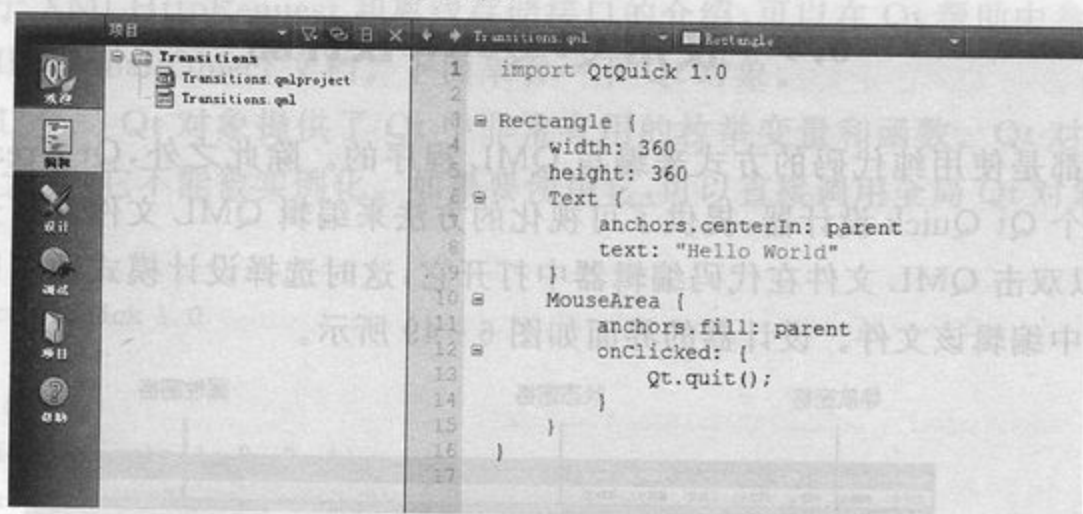 项目
Transitions.qml
Rectangle
Transitions
Transitions.qmlproject
Transitions.qml
欢迎
编辑
设计
调试
项目
帮助
1 import QtQuick 1.0
2
3 Rectangle {
4 width: 360
5 height: 360
6 Text {
7 anchors.centerIn: parent
8 text: "Hello World"
9 }
10 MouseArea {
11 anchors.fill: parent
12 onClicked: {
13 Qt.quit();
14 }
15 }
16 }
17